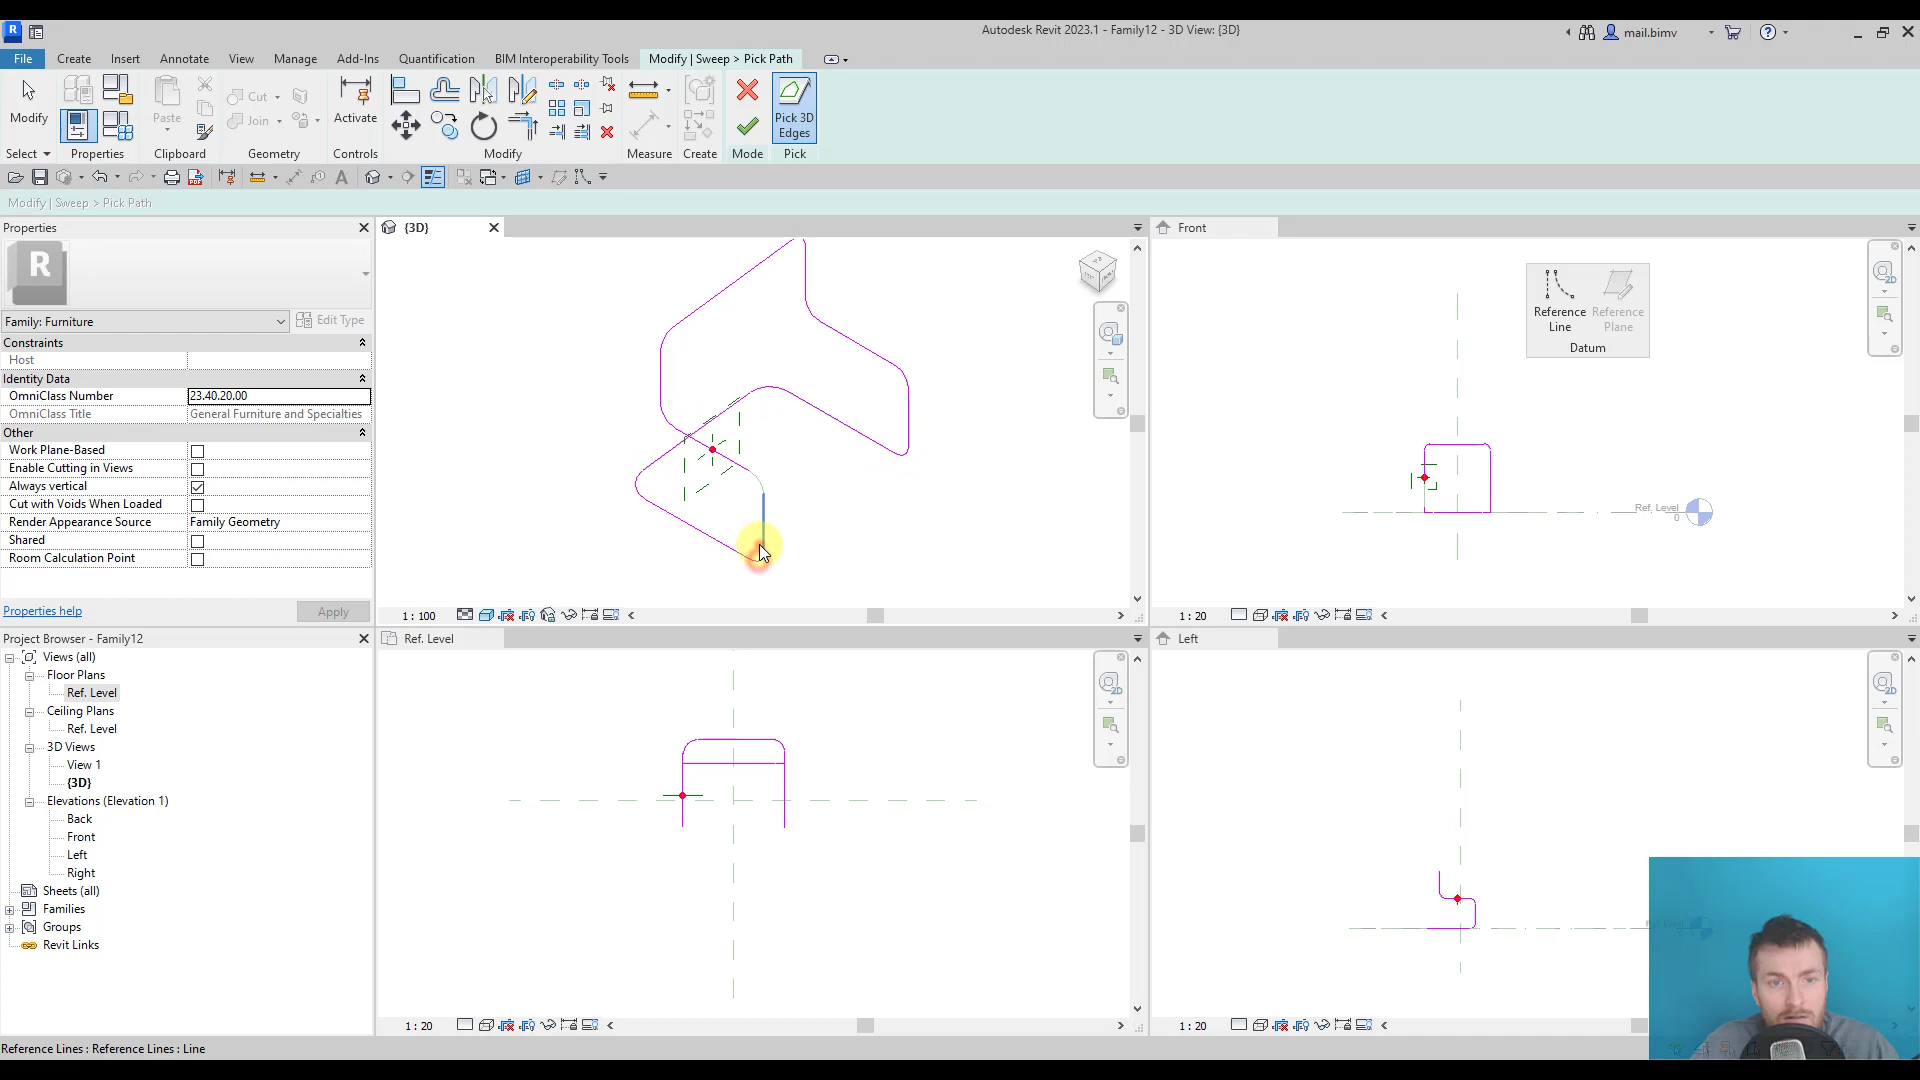 Autodesk Revit 2023.1 - Family12 - 3D View: {3D}
mail.bimv
File Create Insert Annotate View Manage Add-Ins Quantification BIM Interoperability Tools Modify | Sweep > Pick Path
Modify
Paste
Cut
Join
Activate
Pick 3D
Edges
Select Properties Clipboard Geometry Controls Modify Measure Create Mode Pick
Modify | Sweep > Pick Path
Properties
R
Family: Furniture
Edit Type
Constraints
Host
Identity Data
OmniClass Number 23.40.20.00
OmniClass Title General Furniture and Specialties
Other
Work Plane-Based
Enable Cutting in Views
Always vertical
Cut with Voids When Loaded
Render Appearance Source Family Geometry
Shared
Room Calculation Point
Properties help
Apply
Project Browser - Family12
Views (all)
Floor Plans
Ref. Level
Ceiling Plans
Ref. Level
3D Views
View 1
{3D}
Elevations (Elevation 1)
Back
Front
Left
Right
Sheets (all)
Families
Groups
Revit Links
Reference Lines : Reference Lines : Line
{3D}
1 : 100
Front
Reference
Line
Reference
Plane
Datum
Ref. Level
0
1 : 20
Ref. Level
1 : 20
Left
1 : 20